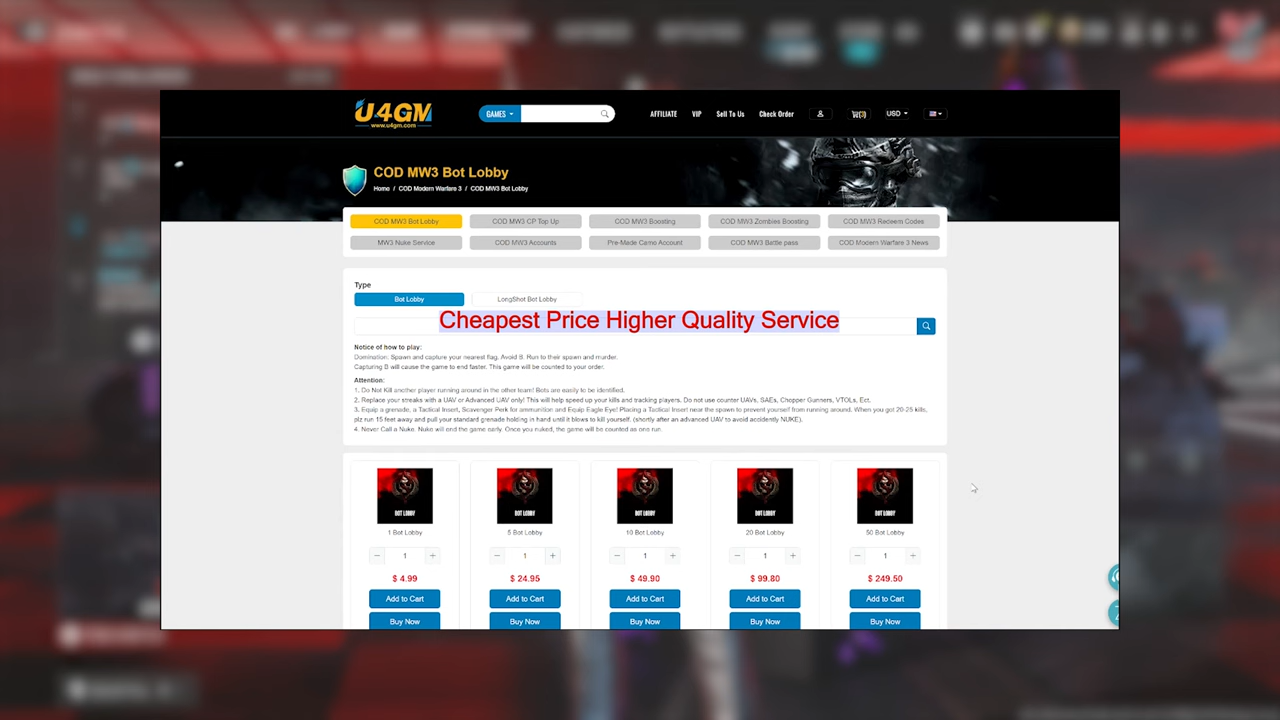 U4GM
www.u4gm.com
GAMES
AFFILIATE
VIP
Sell To Us
Check Order
USD
COD MW3 Bot Lobby
Home / COD Modern Warfare 3 / COD MW3 Bot Lobby
COD MW3 Bot Lobby
COD MW3 CP Top Up
COD MW3 Boosting
COD MW3 Zombies Boosting
COD MW3 Redeem Codes
MW3 Nuke Service
COD MW3 Accounts
Pre-Made Camo Account
COD MW3 Battle pass
COD Modern Warfare 3 News
Type
Bot Lobby
LongShot Bot Lobby
Cheapest Price Higher Quality Service
Notice of how to play:
Domination: Spawn and capture your nearest flag, Avoid B. Run to their spawn and murder.
Capturing B will cause the game to end faster. This game will be counted to your order.
Attention:
1. Do Not Kill another player running around in the other team! Bots are easily to be identified.
2. Replace your streaks with a UAV or Advanced UAV only! This will help speed up your kills and tracking players. Do not use counter UAVs, SAEs, Chopper Gunners, VTOLs, Ect.
3. Equip a grenade, a Tactical Insert, Scavenger Perk for ammunition and Equip Eagle Eye! Placing a Tactical Insert near the spawn to prevent yourself from running around. When you got 20-25 kills,
plz run 15 feet away and pull your standard grenade holding in hand until it blows to kill yourself. (shortly after an advanced UAV to avoid accidently NUKE).
4. Never Call a Nuke. Nuke will end the game early. Once you nuked, the game will be counted as one run.
BOT LOBBY
BOT LOBBY
BOT LOBBY
BOT LOBBY
BOT LOBBY
1 Bot Lobby
5 Bot Lobby
10 Bot Lobby
20 Bot Lobby
50 Bot Lobby
− 1 +
− 1 +
− 1 +
− 1 +
− 1 +
$ 4.99
$ 24.95
$ 49.90
$ 99.80
$ 249.50
Add to Cart
Add to Cart
Add to Cart
Add to Cart
Add to Cart
Buy Now
Buy Now
Buy Now
Buy Now
Buy Now